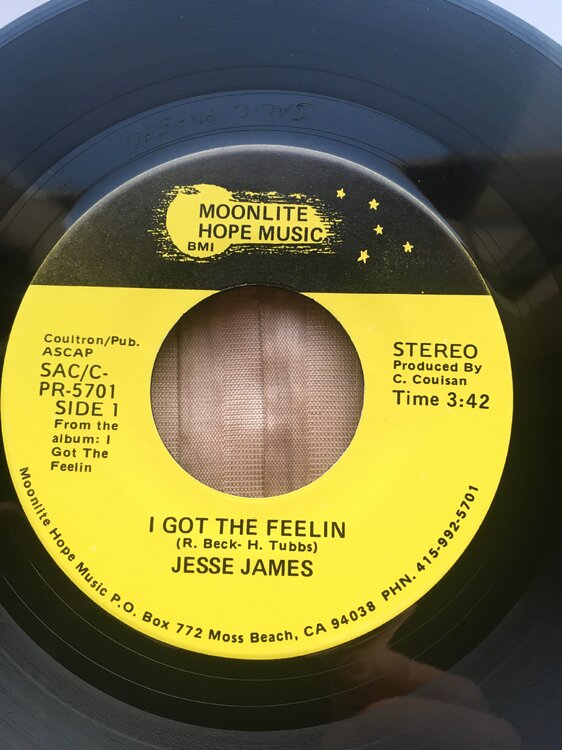 MOONLITE
HOPE MUSIC
BMI
Coultron/Pub.
ASCAP
SAC/C-
PR-5701
SIDE 1
From the
album: I
Got The
Feelin
STEREO
Produced By
C. Couisan
Time 3:42
I GOT THE FEELIN
(R. Beck- H. Tubbs)
JESSE JAMES
Moonlite Hope Music P.O. Box 772 Moss Beach, CA 94038 PHN. 415-992-5701